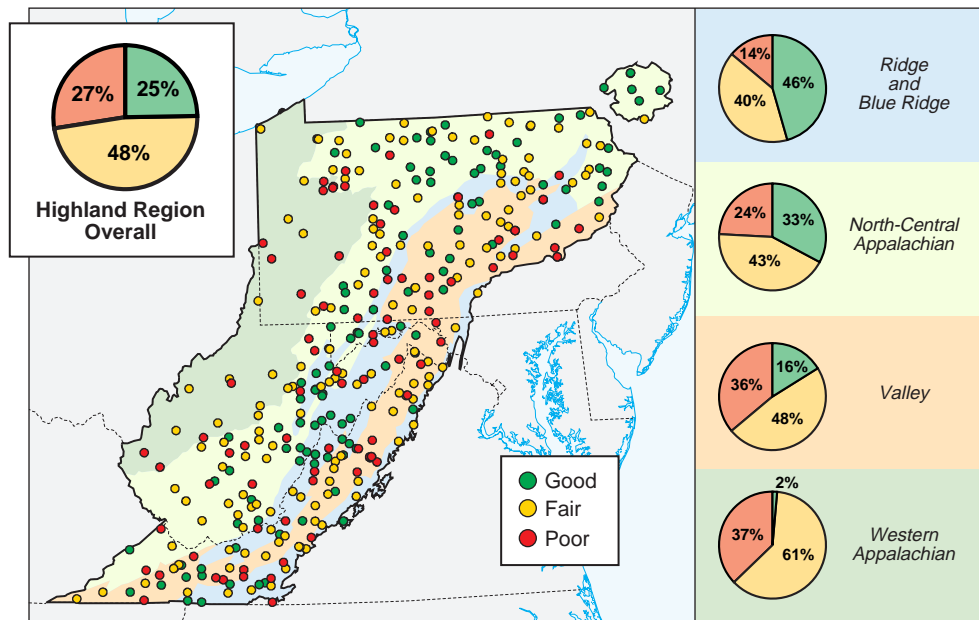 27%
25%
48%
Highland Region
Overall
Good
Fair
Poor
14%
46%
40%
Ridge
and
Blue Ridge
24%
33%
43%
North-Central
Appalachian
16%
36%
48%
Valley
2%
37%
61%
Western
Appalachian